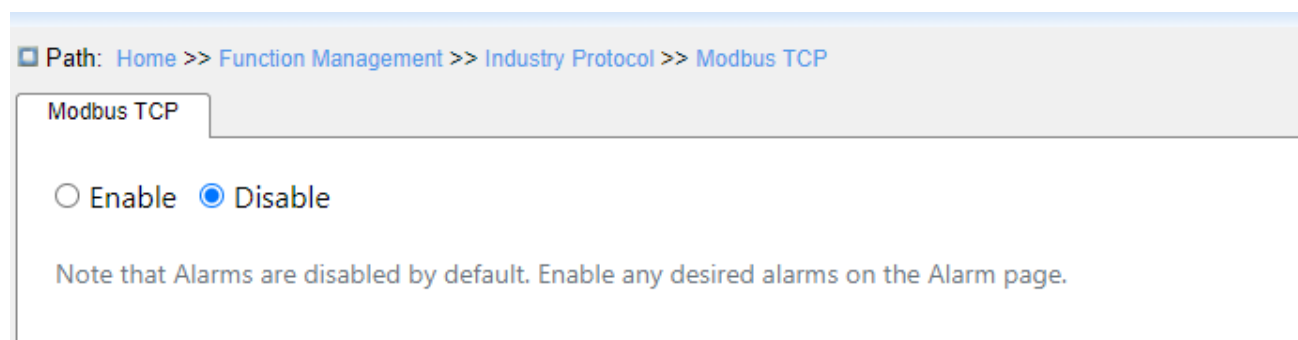 Path: Home >> Function Management >> Industry Protocol >> Modbus TCP
Modbus TCP
Enable Disable
Note that Alarms are disabled by default. Enable any desired alarms on the Alarm page.